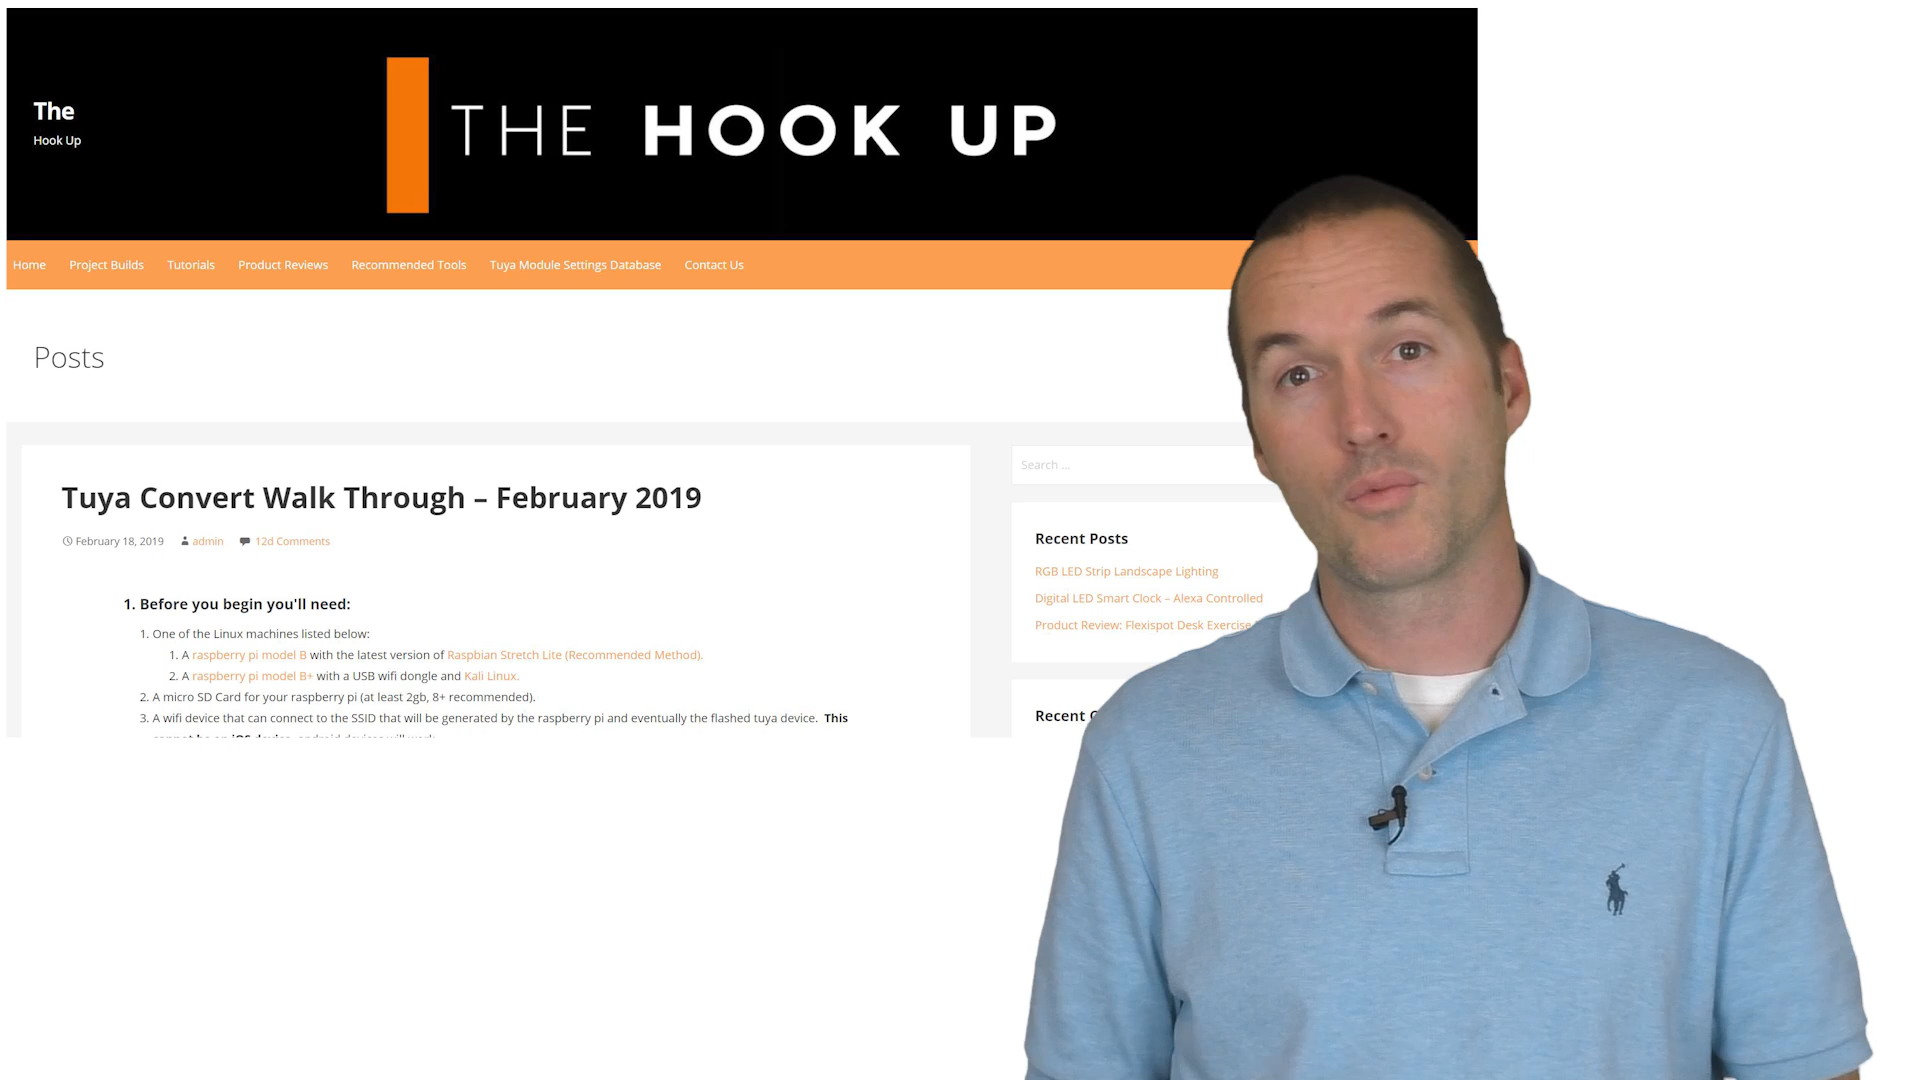 The
Hook Up
THE HOOK UP
Home Project Builds Tutorials Product Reviews Recommended Tools Tuya Module Settings Database Contact Us
Posts
Tuya Convert Walk Through – February 2019
February 18, 2019 admin 12d Comments
1. Before you begin you'll need:
1. One of the Linux machines listed below:
1. A raspberry pi model B with the latest version of Raspbian Stretch Lite (Recommended Method).
2. A raspberry pi model B+ with a USB wifi dongle and Kali Linux.
2. A micro SD Card for your raspberry pi (at least 2gb, 8+ recommended).
3. A wifi device that can connect to the SSID that will be generated by the raspberry pi and eventually the flashed tuya device. This
Search ...
Recent Posts
RGB LED Strip Landscape Lighting
Digital LED Smart Clock – Alexa Controlled
Product Review: Flexispot Desk Exercise
Recent